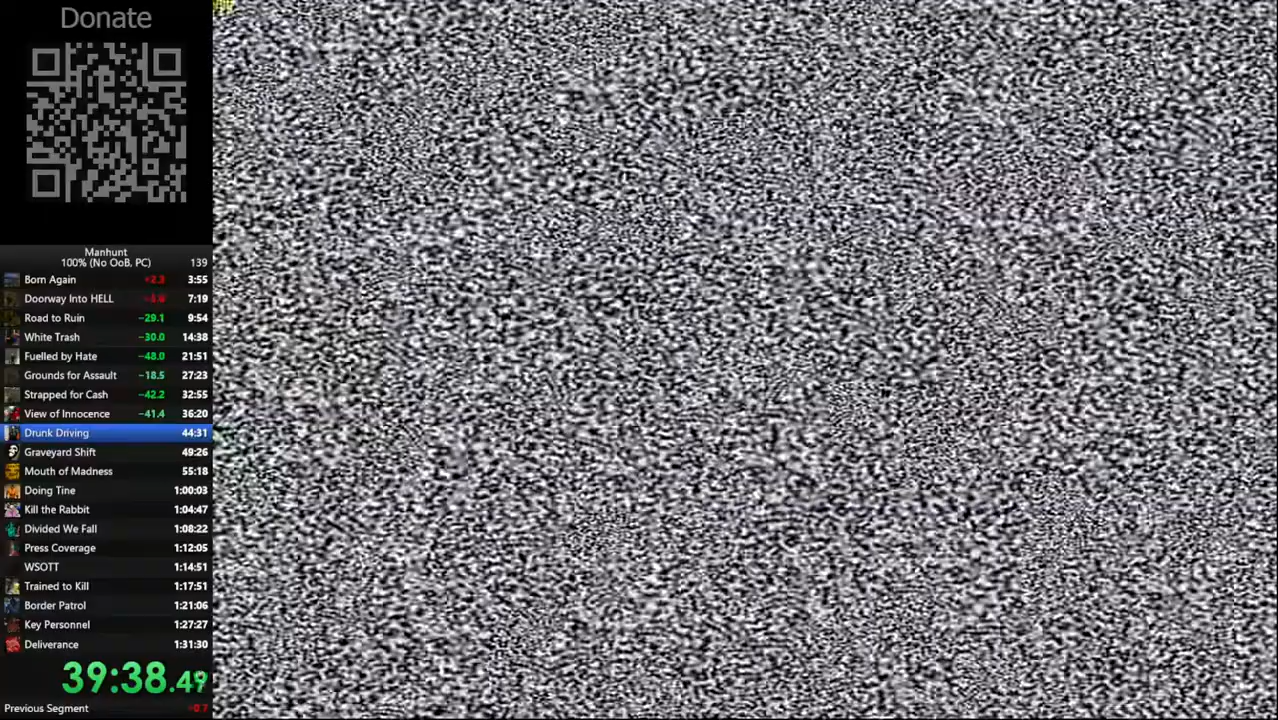 Donate
Manhunt
100% (No OoB, PC) 139
Born Again +2.3 3:55
Doorway Into HELL 7:19
Road to Ruin −29.1 9:54
White Trash −30.0 14:38
Fuelled by Hate −48.0 21:51
Grounds for Assault −18.5 27:23
Strapped for Cash −42.2 32:55
View of Innocence −41.4 36:20
Drunk Driving 44:31
Graveyard Shift 49:26
Mouth of Madness 55:18
Doing Tine 1:00:03
Kill the Rabbit 1:04:47
Divided We Fall 1:08:22
Press Coverage 1:12:05
WSOTT 1:14:51
Trained to Kill 1:17:51
Border Patrol 1:21:06
Key Personnel 1:27:27
Deliverance 1:31:30
39:38.49
Previous Segment